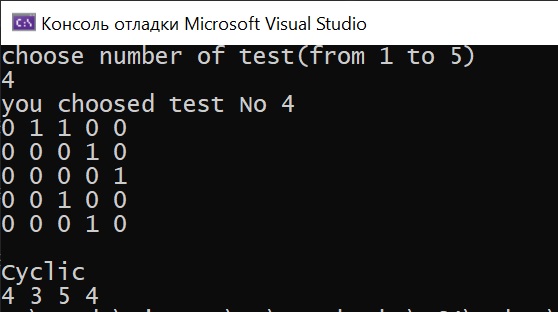 Консоль отладки Microsoft Visual Studio
choose number of test(from 1 to 5)
4
you choosed test No 4
0 1 1 0 0
0 0 0 1 0
0 0 0 0 1
0 0 1 0 0
0 0 0 1 0
Cyclic
4 3 5 4